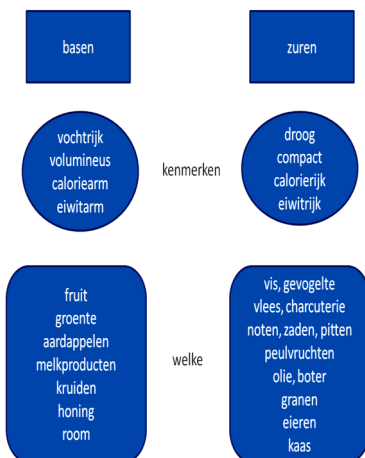 basen
zuren
vochtrijk
volumineus
caloriearm
eiwitarm
kenmerken
droog
compact
calorierijk
eiwitrijk
fruit
groente
aardappelen
melkproducten
kruiden
honing
room
welke
vis, gevogelte
vlees, charcuterie
noten, zaden, pitten
peulvruchten
olie, boter
granen
eieren
kaas